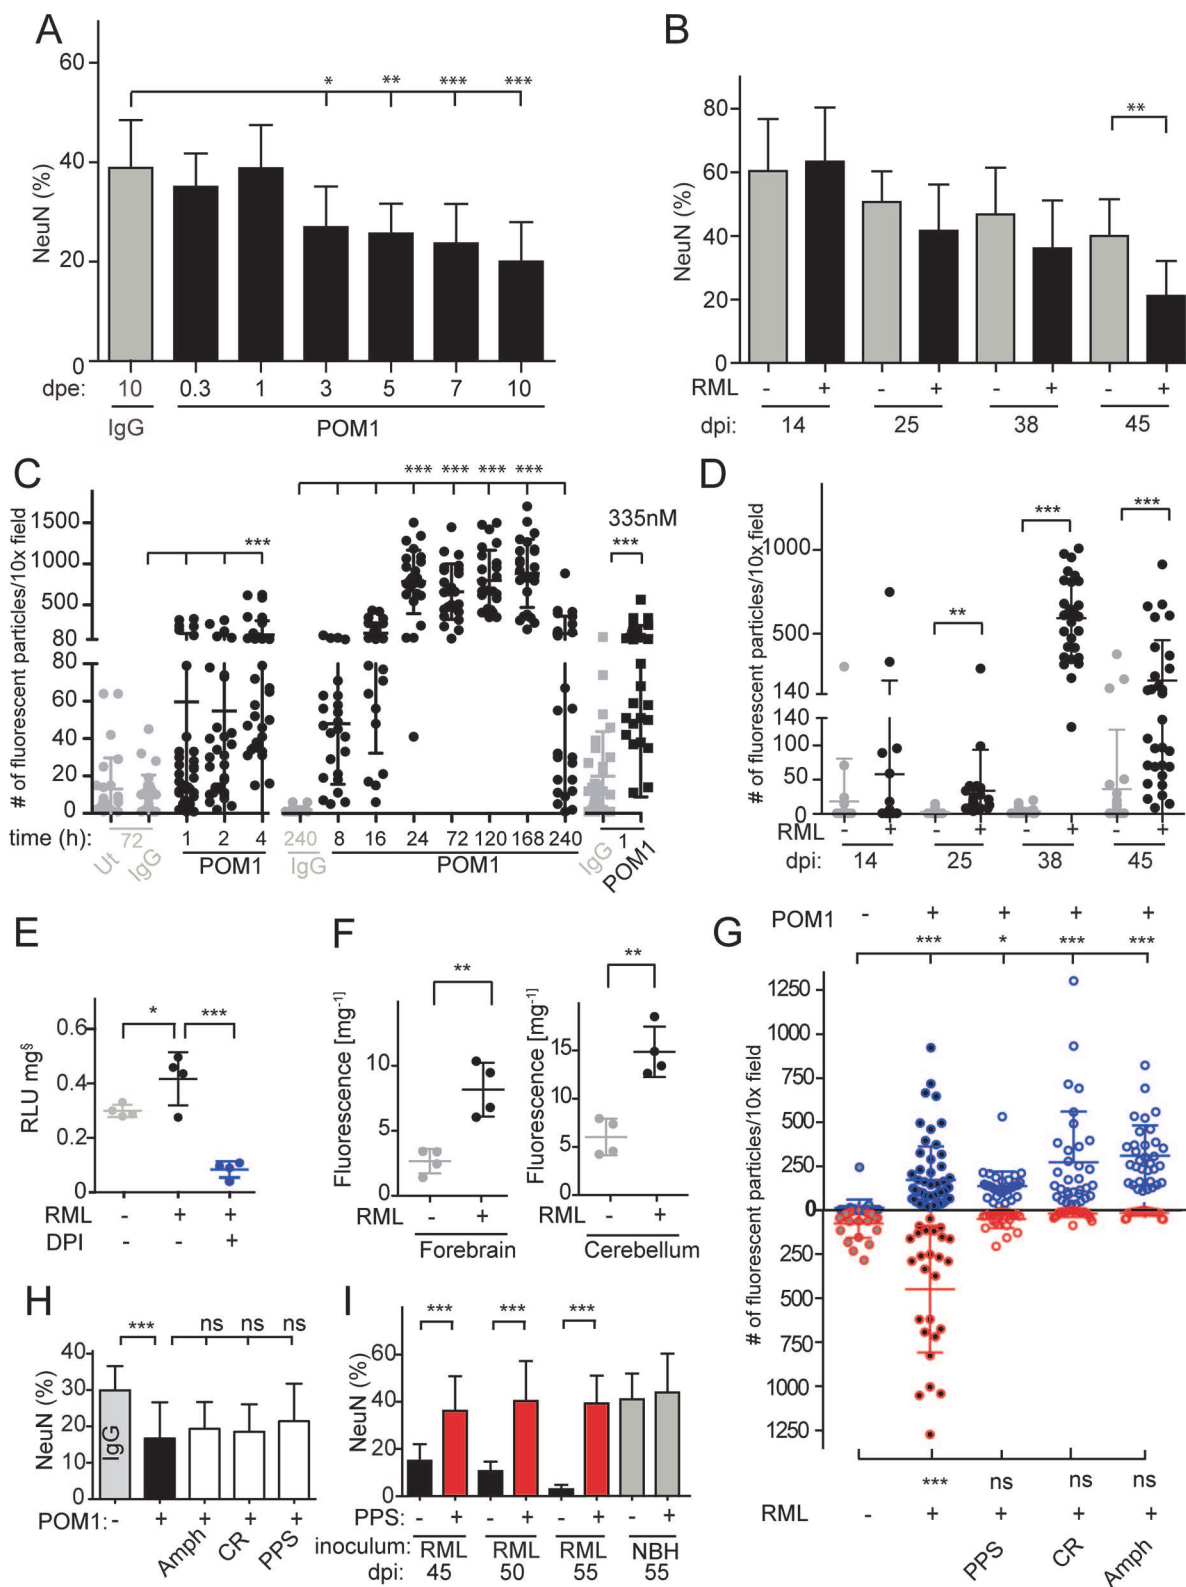 A
NeuN (%)
60
40
20
0
* ** *** ***
dpe: 10 0.3 1 3 5 7 10
IgG POM1
B
NeuN (%)
80
60
40
20
0
**
RML - + - + - + - +
dpi: 14 25 38 45
C
# of fluorescent particles/10x field
*** *** *** ***
***
335nM
***
1500
1000
500
80
80
60
40
20
0
time (h): 72 1 2 4 240 8 16 24 72 120 168 240 1
Ut IgG POM1 IgG POM1 IgG POM1
D
# of fluorescent particles/10x field
** *** ***
1000
500
140
140
100
50
0
RML - + - + - + - +
dpi: 14 25 38 45
E
RLU mg§
* ***
0.6
0.4
0.2
0
RML - + +
DPI - - +
F
Fluorescence [mg-1]
**
10
5
0
RML - +
Forebrain
Fluorescence [mg-1]
**
15
10
5
0
RML - +
Cerebellum
G
POM1 - + + + +
*** * *** ***
# of fluorescent particles/10x field
1250
1000
750
500
250
0
250
500
750
1000
1250
*** ns ns ns
RML - + + + +
PPS CR Amph
H
NeuN (%)
*** ns ns ns
40
30
20
10
0
IgG
POM1: - + + + +
Amph CR PPS
I
NeuN (%)
*** *** ***
60
40
20
0
PPS: - + - + - + - +
inoculum: RML RML RML NBH
dpi: 45 50 55 55